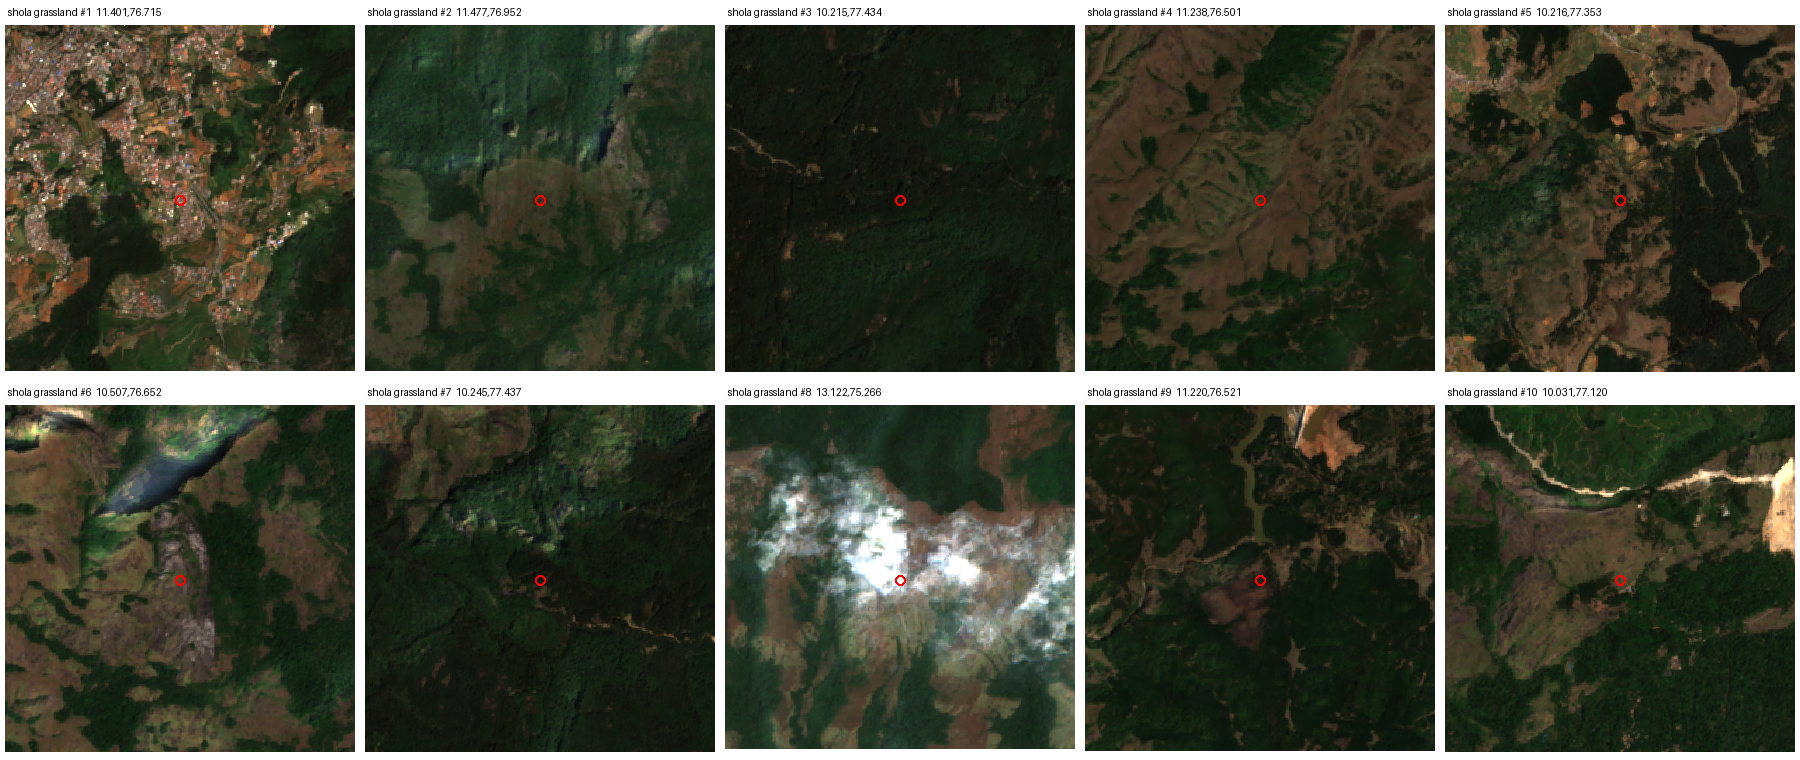 shola grassland #1 11.401,76.715
shola grassland #2 11.477,76.952
shola grassland #3 10.215,77.434
shola grassland #4 11.238,76.501
shola grassland #5 10.216,77.353
shola grassland #6 10.507,76.652
shola grassland #7 10.245,77.437
shola grassland #8 13.122,75.266
shola grassland #9 11.220,76.521
shola grassland #10 10.031,77.120